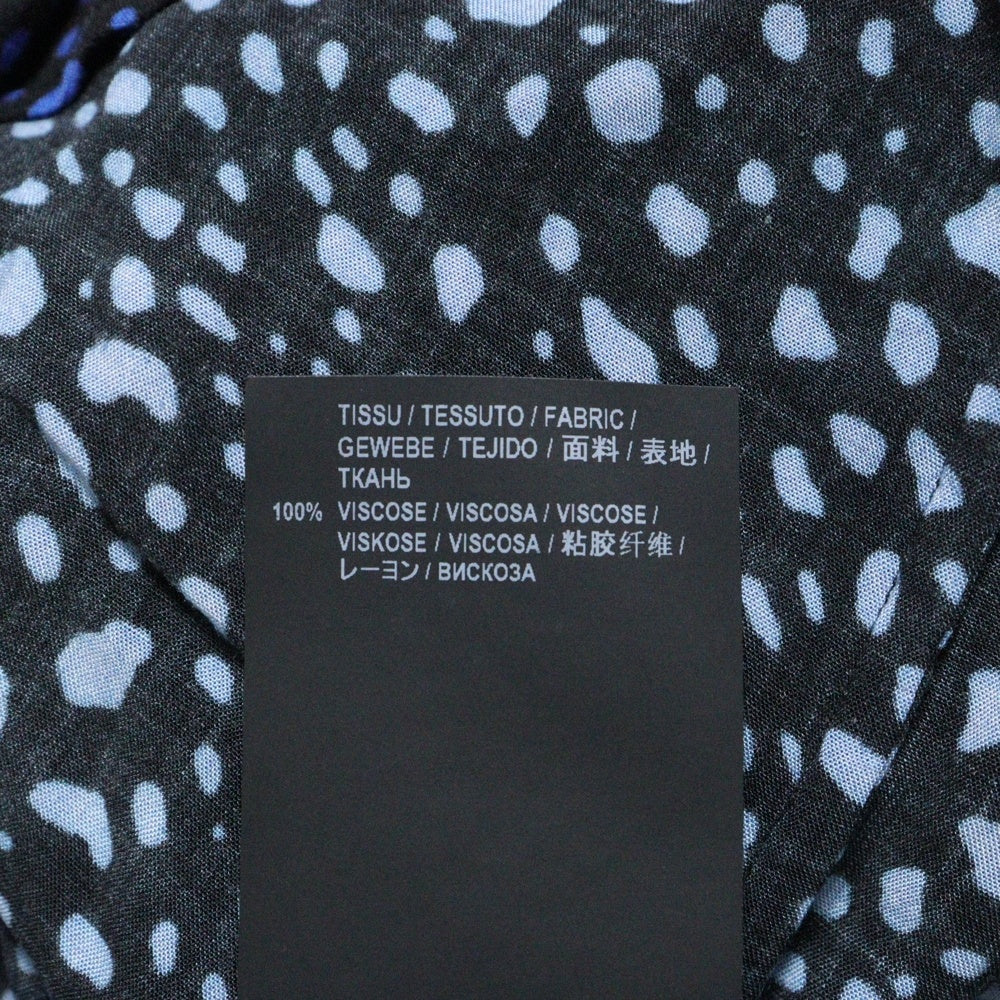 TISSU / TESSUTO / FABRIC /
GEWEBE / TEJIDO / 面料 / 表地 /
ТКАНЬ
100% VISCOSE / VISCOSA / VISCOSE /
VISKOSE / VISCOSA / 粘胶纤维 /
レーヨン / ВИСКОЗА